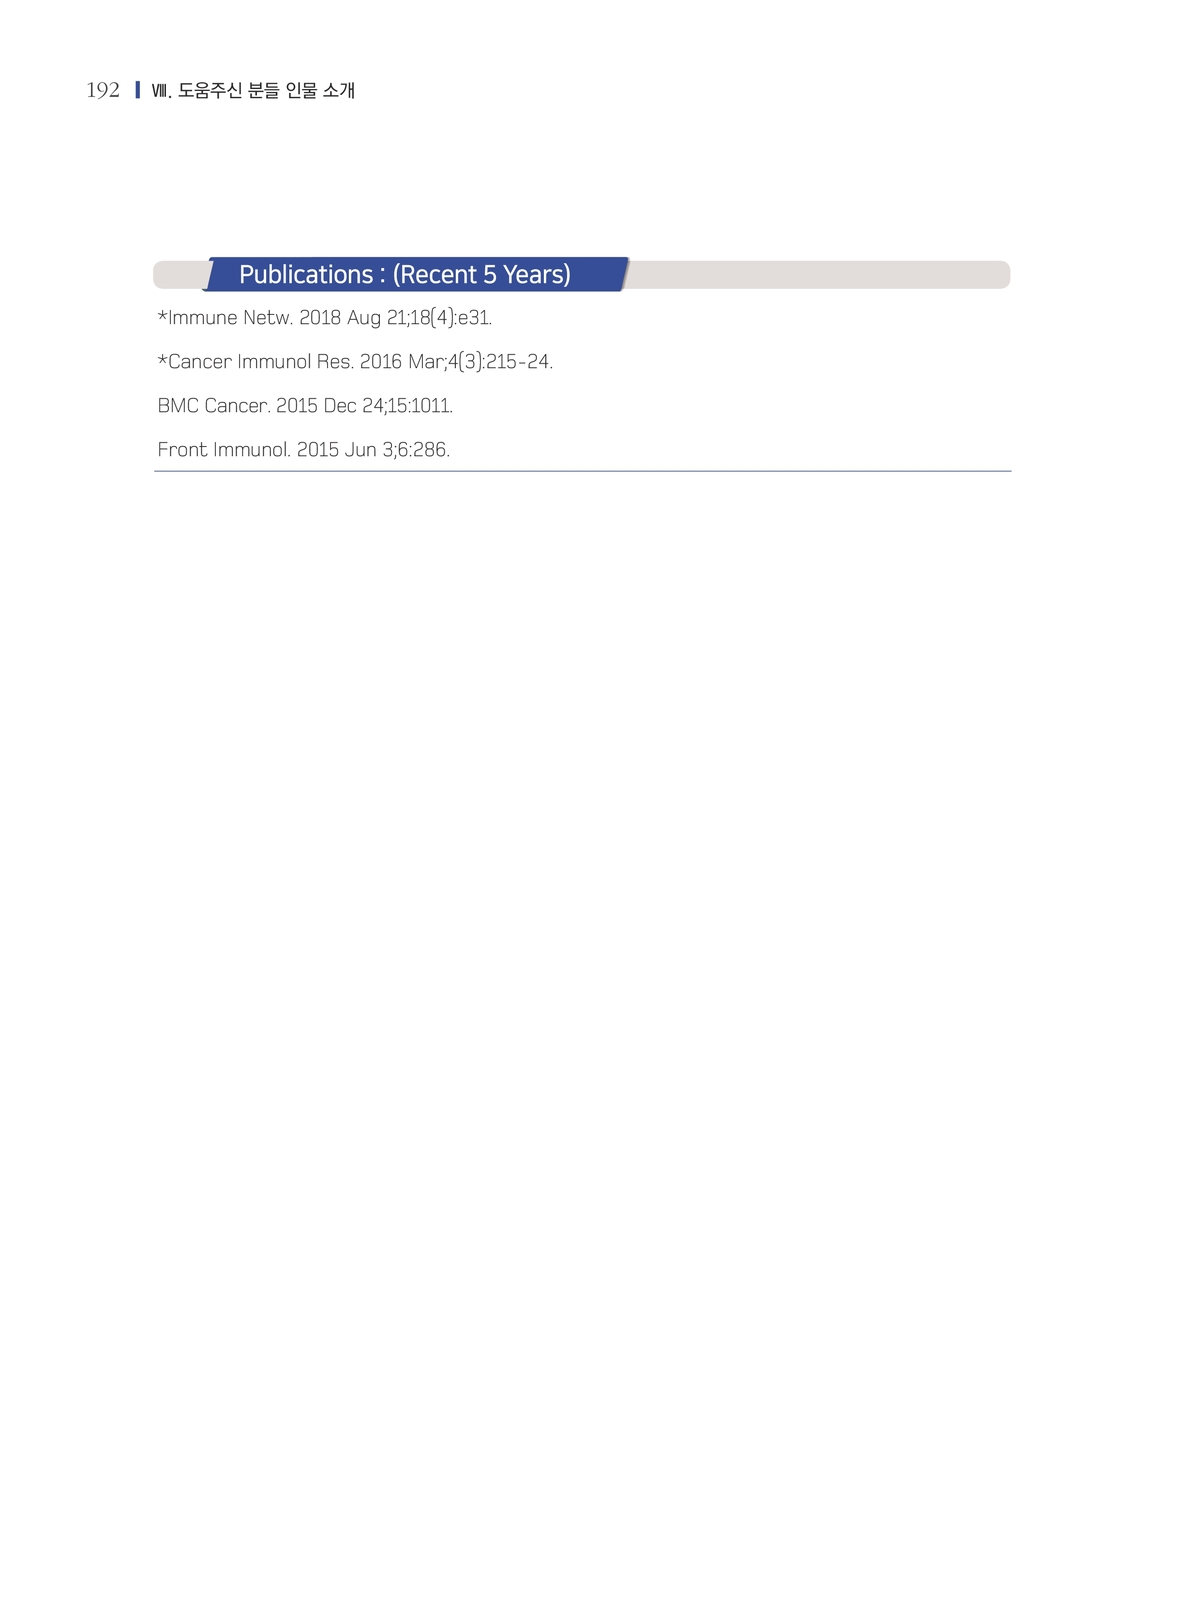 192 Ⅷ. 도움주신 분들 인물 소개
Publications : (Recent 5 Years)
*Immune Netw. 2018 Aug 21;18(4):e31.
*Cancer Immunol Res. 2016 Mar;4(3):215-24.
BMC Cancer. 2015 Dec 24;15:1011.
Front Immunol. 2015 Jun 3;6:286.